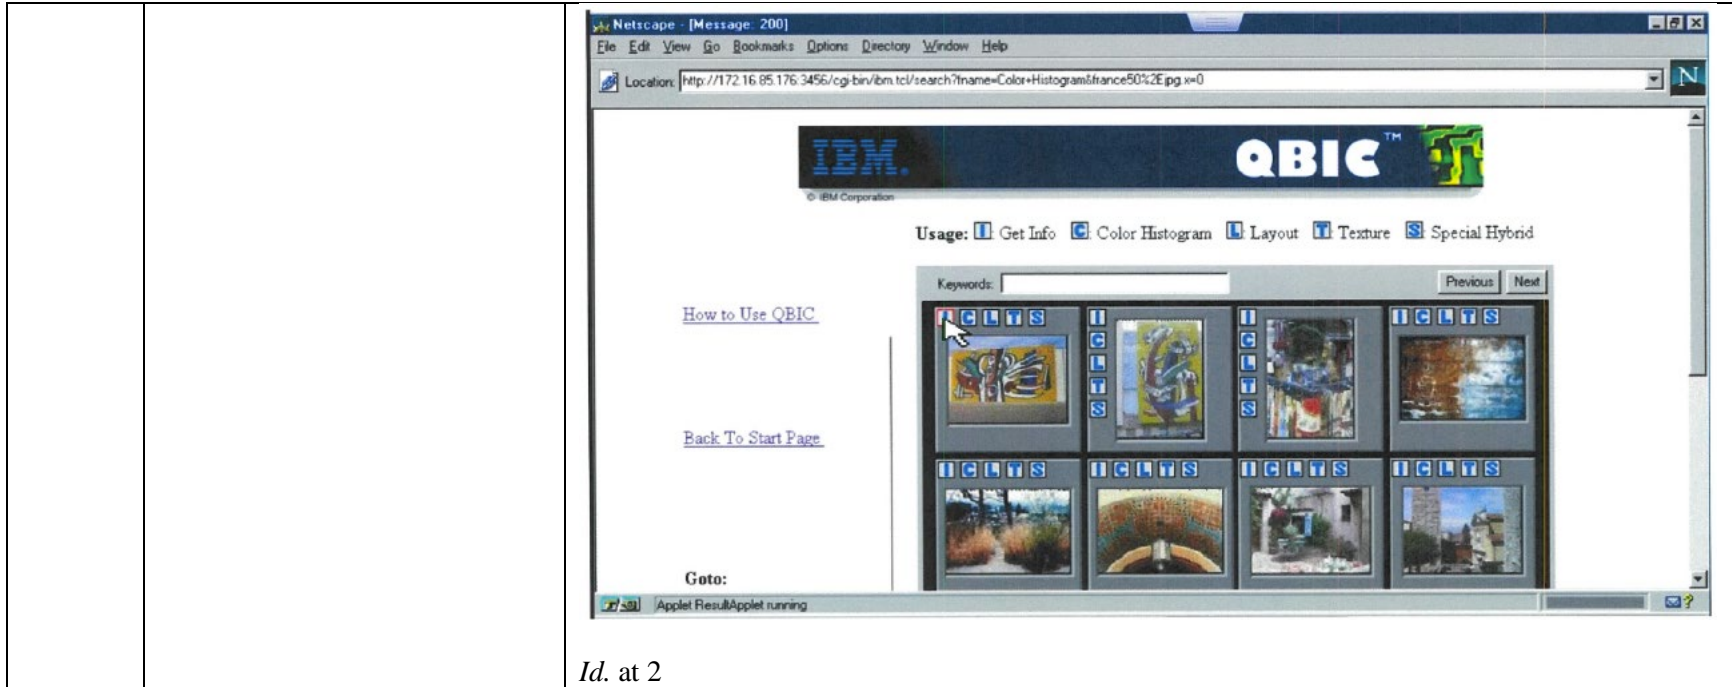 Netscape - [Message: 200]
File Edit View Go Bookmarks Options Directory Window Help
Location: http://172.16.85.176:3456/cgi-bin/ibm.tcl/search?fname=Color+Histogram&france50%2Ejpg.x=0
N
IBM.
QBIC™
© IBM Corporation
Usage: I: Get Info C: Color Histogram L: Layout T: Texture S: Special Hybrid
Keywords: Previous Next
How to Use QBIC
I C L T S
I C L T S
I C L T S
I C L T S
Back To Start Page
I C L T S
I C L T S
I C L T S
I C L T S
Goto:
Applet ResultApplet running
Id. at 2